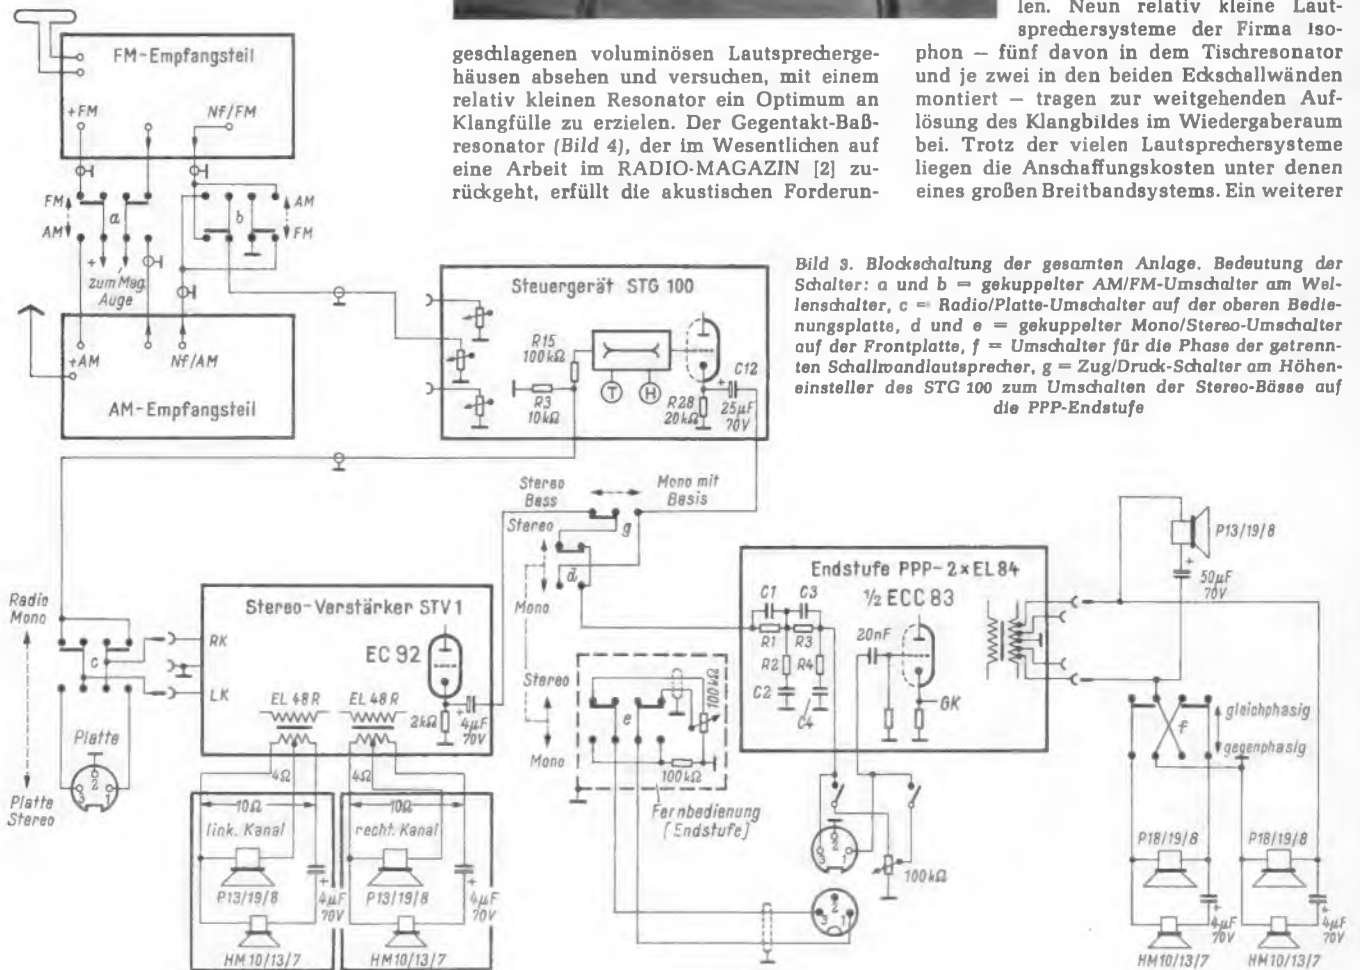 geschlagenen voluminösen Lautsprecherge-
häusen absehen und versuchen, mit einem
relativ kleinen Resonator ein Optimum an
Klangfülle zu erzielen. Der Gegentakt-Baß-
resonator (Bild 4), der im Wesentlichen auf
eine Arbeit im RADIO-MAGAZIN [2] zu-
rückgeht, erfüllt die akustischen Forderun-
len. Neun relativ kleine Laut-
sprechersysteme der Firma Iso-
phon — fünf davon in dem Tischresonator
und je zwei in den beiden Eckschallwänden
montiert — tragen zur weitgehenden Auf-
lösung des Klangbildes im Wiedergaberaum
bei. Trotz der vielen Lautsprechersysteme
liegen die Anschaffungskosten unter denen
eines großen Breitbandsystems. Ein weiterer
Bild 3. Blockschaltung der gesamten Anlage. Bedeutung der
Schalter: a und b = gekuppelter AM/FM-Umschalter am Wel-
lenschalter, c = Radio/Platte-Umschalter auf der oberen Bedie-
nungsplatte, d und e = gekuppelter Mono/Stereo-Umschalter
auf der Frontplatte, f = Umschalter für die Phase der getrenn-
ten Schallwandlautsprecher, g = Zug/Druck-Schalter am Höhen-
einsteller des STG 100 zum Umschalten der Stereo-Bässe auf
die PPP-Endstufe
FM-Empfangsteil
+FM
Nf/FM
FM
AM
a
b
AM
FM
+
zum Mag.
Auge
+AM
Nf/AM
AM-Empfangsteil
Steuergerät STG 100
R15
100kΩ
R3
10kΩ
T
H
R28
20kΩ
C12
+
25µF
70V
Stereo
Bass
Mono mit
Basis
g
Stereo
d
Mono
Radio
Mono
c
Platte
3
2
1
Platte
Stereo
RK
LK
Stereo-Verstärker STV1
EC 92
EL 48 R
EL 48 R
2kΩ
+
4µF
70V
4Ω
4Ω
10Ω
10Ω
link. Kanal
recht. Kanal
P13/19/8
P13/19/8
+
4µF
70V
+
4µF
70V
HM10/13/7
HM10/13/7
Stereo
e
Mono
100kΩ
100kΩ
Fernbedienung
(Endstufe)
Endstufe PPP-2×EL84
½ ECC 83
C1
C3
R1
R3
R2
R4
C2
C4
20nF
GK
3
2
1
100kΩ
3
2
1
P13/19/8
+
50µF
70V
f
gleichphasig
gegenphasig
P18/19/8
P18/19/8
+
4µF
70V
+
4µF
70V
HM10/13/7
HM10/13/7